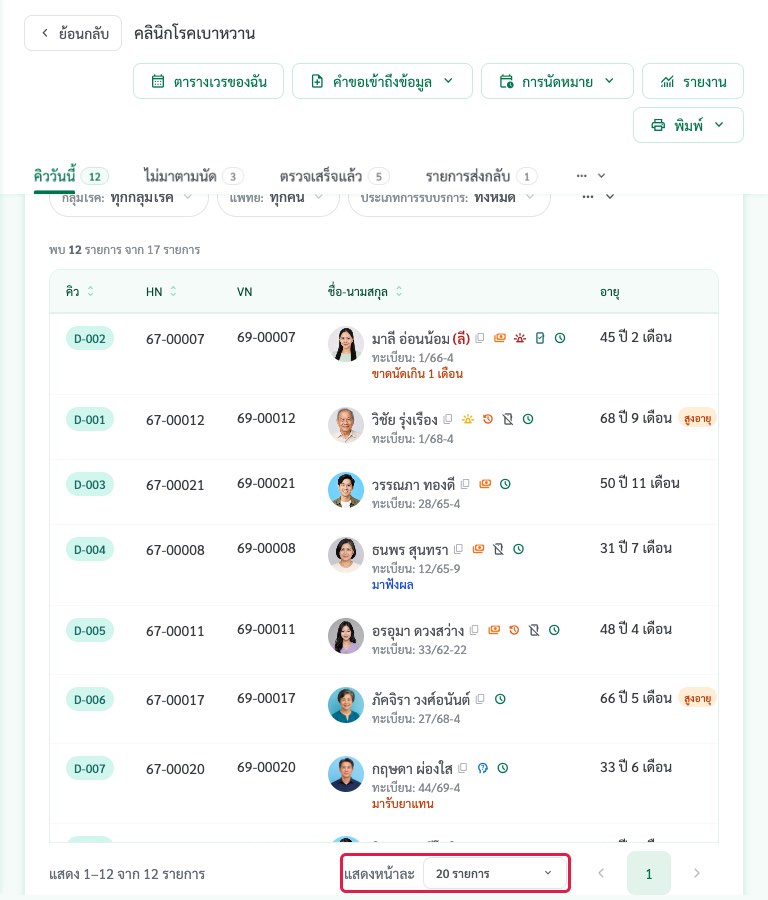 ย้อนกลับ คลินิกโรคเบาหวาน
ตารางเวรของฉัน คำขอเข้าถึงข้อมูล การนัดหมาย รายงาน
พิมพ์
คิววันนี้ 12 ไม่มาตามนัด 3 ตรวจเสร็จแล้ว 5 รายการส่งกลับ 1 ...
กลุ่มโรค: ทุกกลุ่มโรค แพทย์: ทุกคน ประเภทการรับบริการ: ทั้งหมด ...
พบ 12 รายการ จาก 17 รายการ
คิว HN VN ชื่อ-นามสกุล อายุ
D-002 67-00007 69-00007 มาลี อ่อนน้อม (ลี) 45 ปี 2 เดือน
ทะเบียน: 1/66-4
ขาดนัดเกิน 1 เดือน
D-001 67-00012 69-00012 วิชัย รุ่งเรือง 68 ปี 9 เดือน สูงอายุ
ทะเบียน: 1/68-4
D-003 67-00021 69-00021 วรรณภา ทองดี 50 ปี 11 เดือน
ทะเบียน: 28/65-4
D-004 67-00008 69-00008 ธนพร สุนทรา 31 ปี 7 เดือน
ทะเบียน: 12/65-9
มาฟังผล
D-005 67-00011 69-00011 อรอุมา ดวงสว่าง 48 ปี 4 เดือน
ทะเบียน: 33/62-22
D-006 67-00017 69-00017 ภัคจิรา วงศ์อนันต์ 66 ปี 5 เดือน สูงอายุ
ทะเบียน: 27/68-4
D-007 67-00020 69-00020 กฤษดา ผ่องใส 33 ปี 6 เดือน
ทะเบียน: 44/69-4
มารับยาแทน
แสดง 1–12 จาก 12 รายการ แสดงหน้าละ 20 รายการ 1